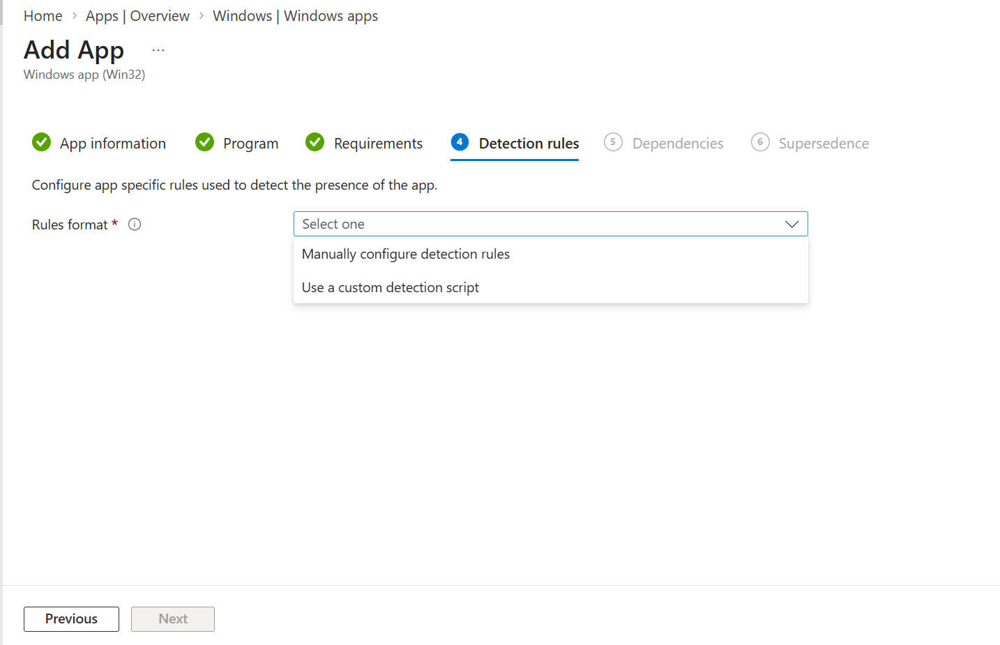 Home > Apps | Overview > Windows | Windows apps
Add App ...
Windows app (Win32)
App information Program Requirements 4 Detection rules 5 Dependencies 6 Supersedence
Configure app specific rules used to detect the presence of the app.
Rules format * Select one
Manually configure detection rules
Use a custom detection script
Previous Next